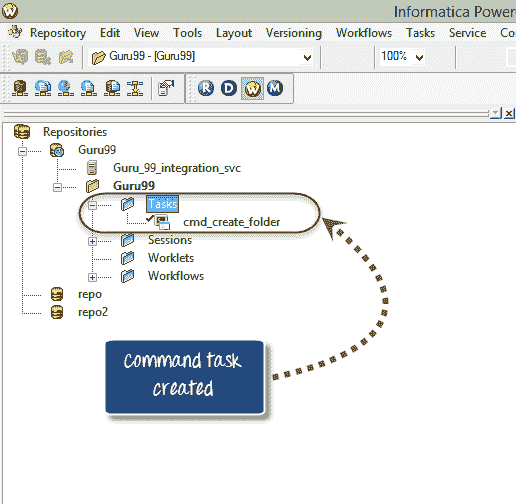 Informatica Power
Repository Edit View Tools Layout Versioning Workflows Tasks Service Co
Guru99 - [Guru99] 100%
R D W M
Repositories
Guru99
Guru_99_integration_svc
Guru99
Tasks
cmd_create_folder
Sessions
Worklets
Workflows
repo
repo2
command task
created